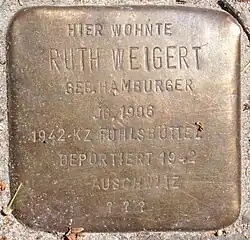 HIER WOHNTE
RUTH WEIGERT
GEB. HAMBURGER
JG. 1906
1942 KZ FUHLSBÜTTEL
DEPORTIERT 1942
AUSCHWITZ
? ? ?